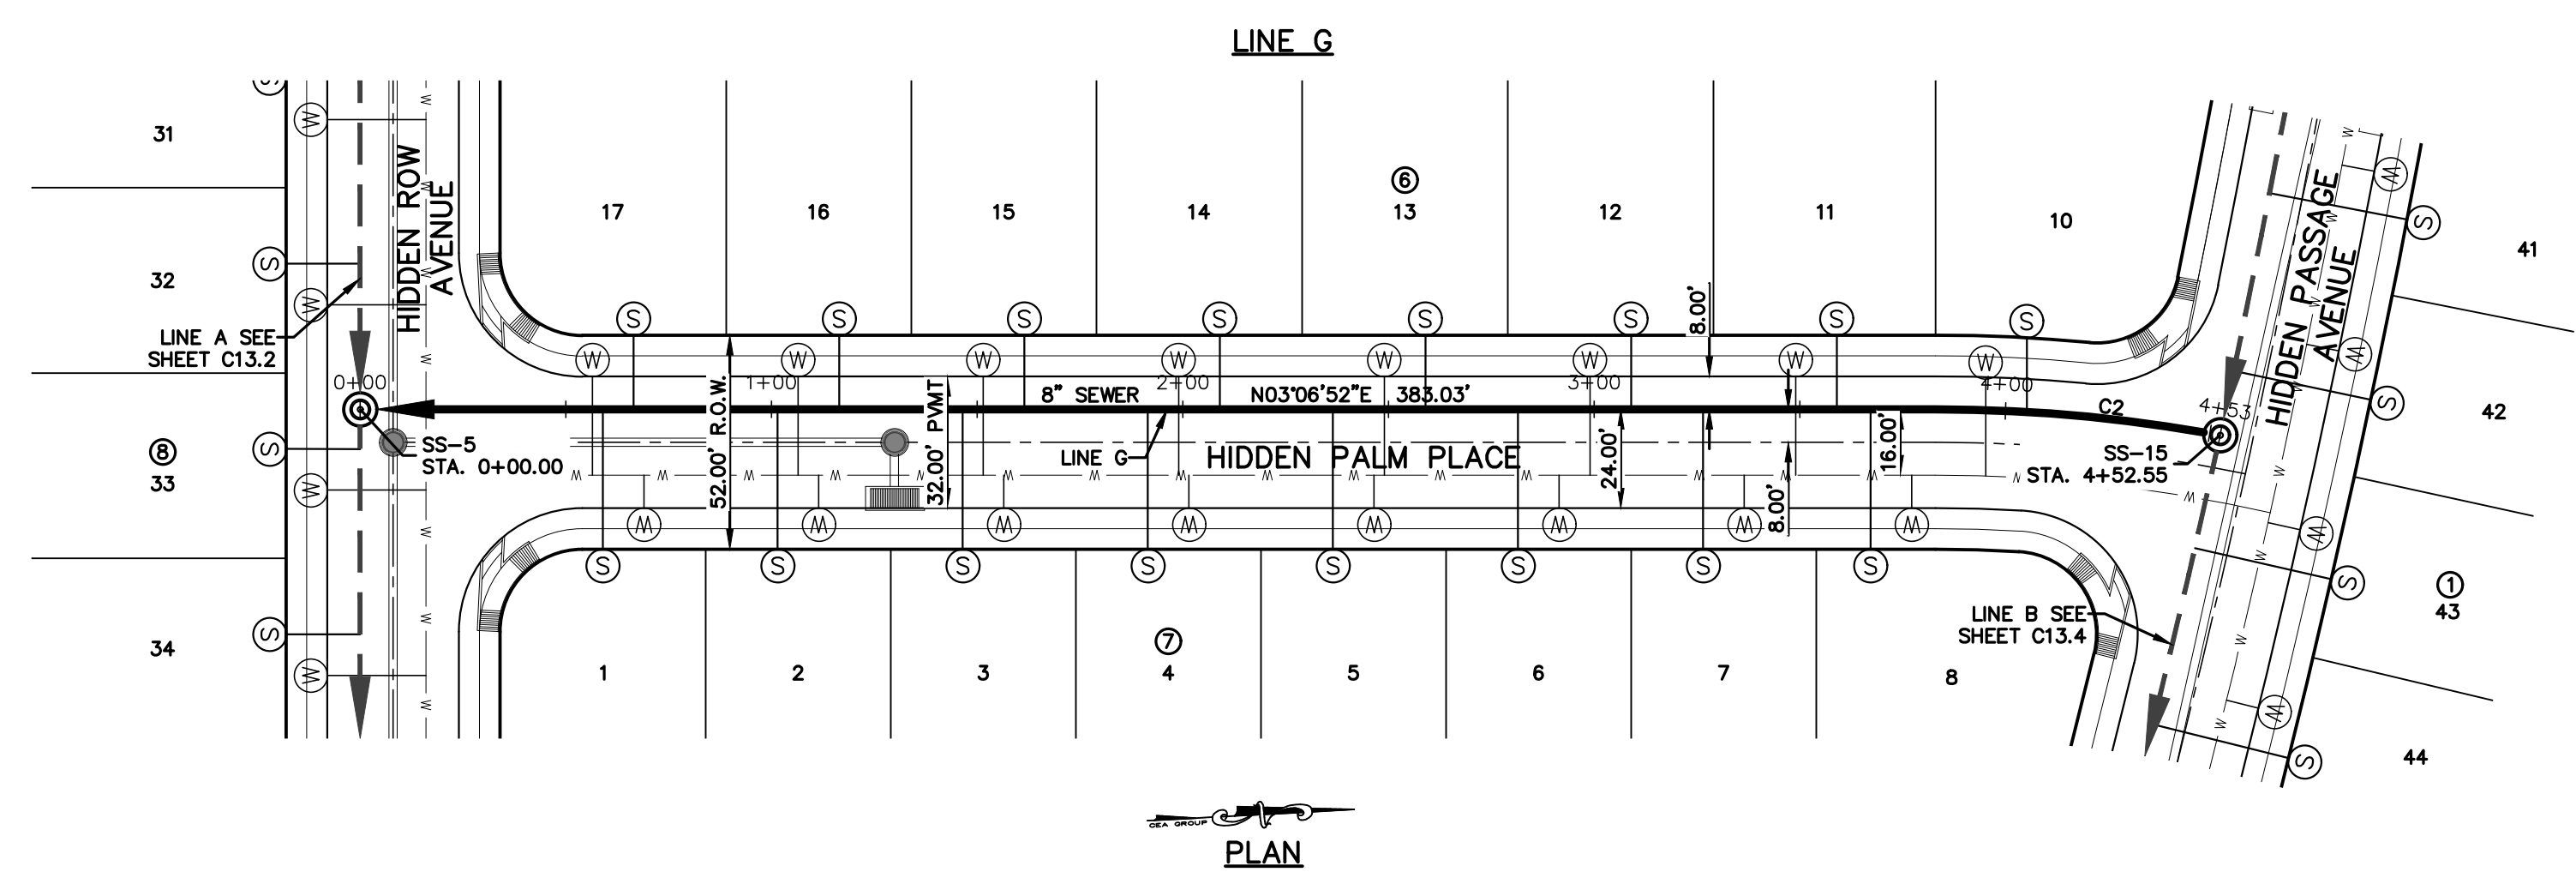 LINE G
31
32
8
33
34
LINE A SEE
SHEET C13.2
HIDDEN ROW
AVENUE
17
16
15
14
6
13
12
11
10
41
42
1
43
44
HIDDEN PASSAGE
AVENUE
S S S S S S S S
W W W W W W W W
0+00
1+00
2+00
3+00
4+00
4+53
8" SEWER
N03°06'52"E 383.03'
C2
8.00'
SS-5
STA. 0+00.00
52.00' R.O.W.
32.00' PVMT
LINE G
HIDDEN PALM PLACE
24.00'
8.00'
16.00'
SS-15
STA. 4+52.55
W W W W W W W W
S S S S S S S S
LINE B SEE
SHEET C13.4
1
2
3
7
4
5
6
7
8
CEA GROUP
PLAN